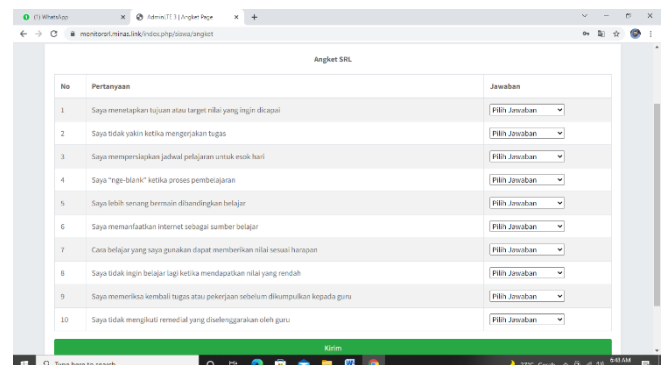 (1) WhatsApp
AdminLTE 3 | Angket Page
monitorsrl.minas.link/index.php/siswa/angket
Angket SRL
No Pertanyaan Jawaban
1 Saya menetapkan tujuan atau target nilai yang ingin dicapai Pilih Jawaban
2 Saya tidak yakin ketika mengerjakan tugas Pilih Jawaban
3 Saya mempersiapkan jadwal pelajaran untuk esok hari Pilih Jawaban
4 Saya "nge-blank" ketika proses pembelajaran Pilih Jawaban
5 Saya lebih senang bermain dibandingkan belajar Pilih Jawaban
6 Saya memanfaatkan internet sebagai sumber belajar Pilih Jawaban
7 Cara belajar yang saya gunakan dapat memberikan nilai sesuai harapan Pilih Jawaban
8 Saya tidak ingin belajar lagi ketika mendapatkan nilai yang rendah Pilih Jawaban
9 Saya memeriksa kembali tugas atau pekerjaan sebelum dikumpulkan kepada guru Pilih Jawaban
10 Saya tidak mengikuti remedial yang diselenggarakan oleh guru Pilih Jawaban
Kirim
Type here to search
6:43 AM